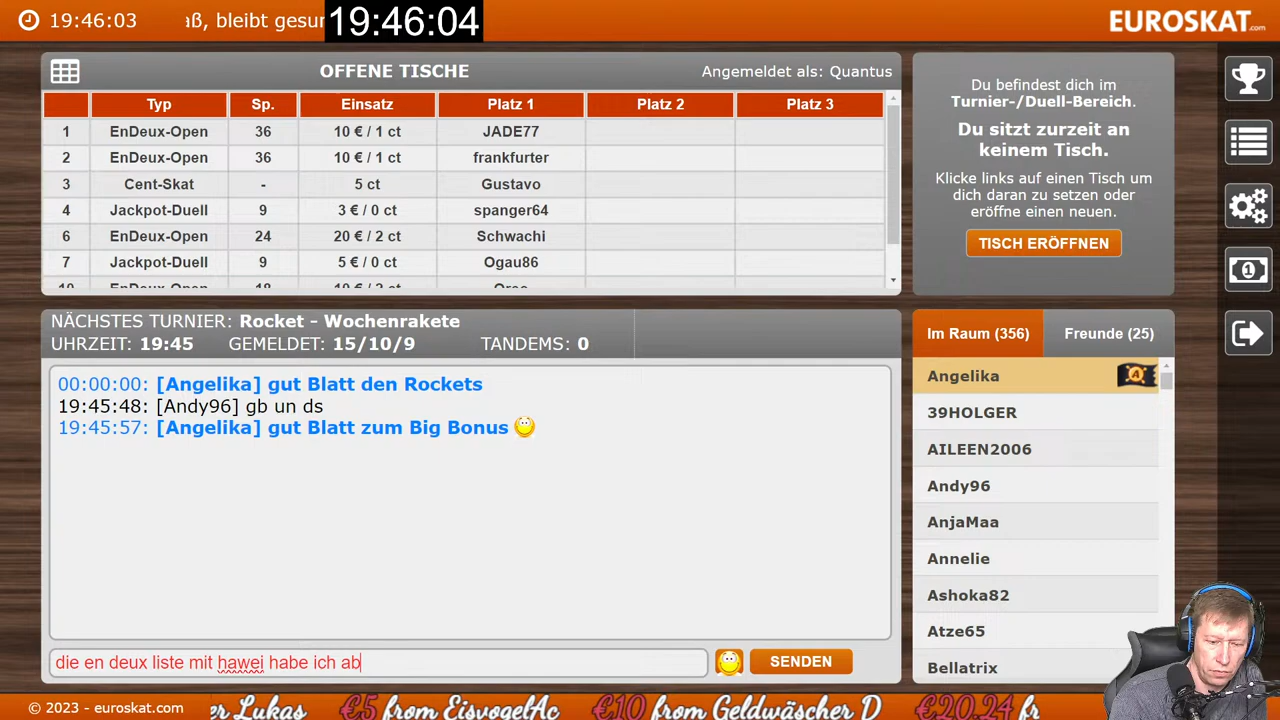 19:46:03 aß, bleibt gesur 19:46:04 EUROSKAT.com
OFFENE TISCHE Angemeldet als: Quantus
Typ Sp. Einsatz Platz 1 Platz 2 Platz 3
1 EnDeux-Open 36 10 € / 1 ct JADE77
2 EnDeux-Open 36 10 € / 1 ct frankfurter
3 Cent-Skat - 5 ct Gustavo
4 Jackpot-Duell 9 3 € / 0 ct spanger64
6 EnDeux-Open 24 20 € / 2 ct Schwachi
7 Jackpot-Duell 9 5 € / 0 ct Ogau86
Du befindest dich im
Turnier-/Duell-Bereich.
Du sitzt zurzeit an
keinem Tisch.
Klicke links auf einen Tisch um
dich daran zu setzen oder
eröffne einen neuen.
TISCH ERÖFFNEN
NÄCHSTES TURNIER: Rocket - Wochenrakete
UHRZEIT: 19:45 GEMELDET: 15/10/9 TANDEMS: 0
00:00:00: [Angelika] gut Blatt den Rockets
19:45:48: [Andy96] gb un ds
19:45:57: [Angelika] gut Blatt zum Big Bonus
die en deux liste mit hawei habe ich ab
SENDEN
Im Raum (356) Freunde (25)
Angelika
39HOLGER
AILEEN2006
Andy96
AnjaMaa
Annelie
Ashoka82
Atze65
Bellatrix
© 2023 - euroskat.com er Lukas €5 from EisvogelAc €10 from Geldwäscher D €20.24 fr